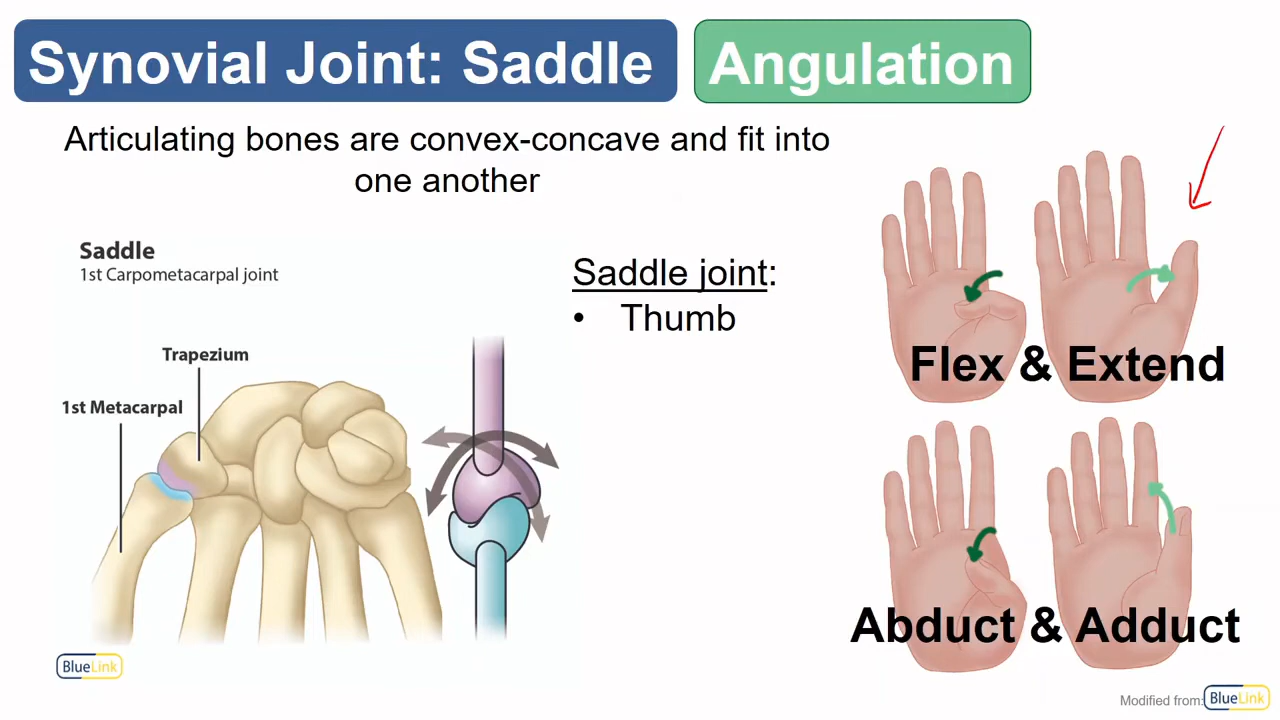 Synovial Joint: Saddle
Angulation
Articulating bones are convex-concave and fit into
one another
Saddle
1st Carpometacarpal joint
Saddle joint:
• Thumb
Trapezium
1st Metacarpal
Flex & Extend
Abduct & Adduct
BlueLink
Modified from: BlueLink